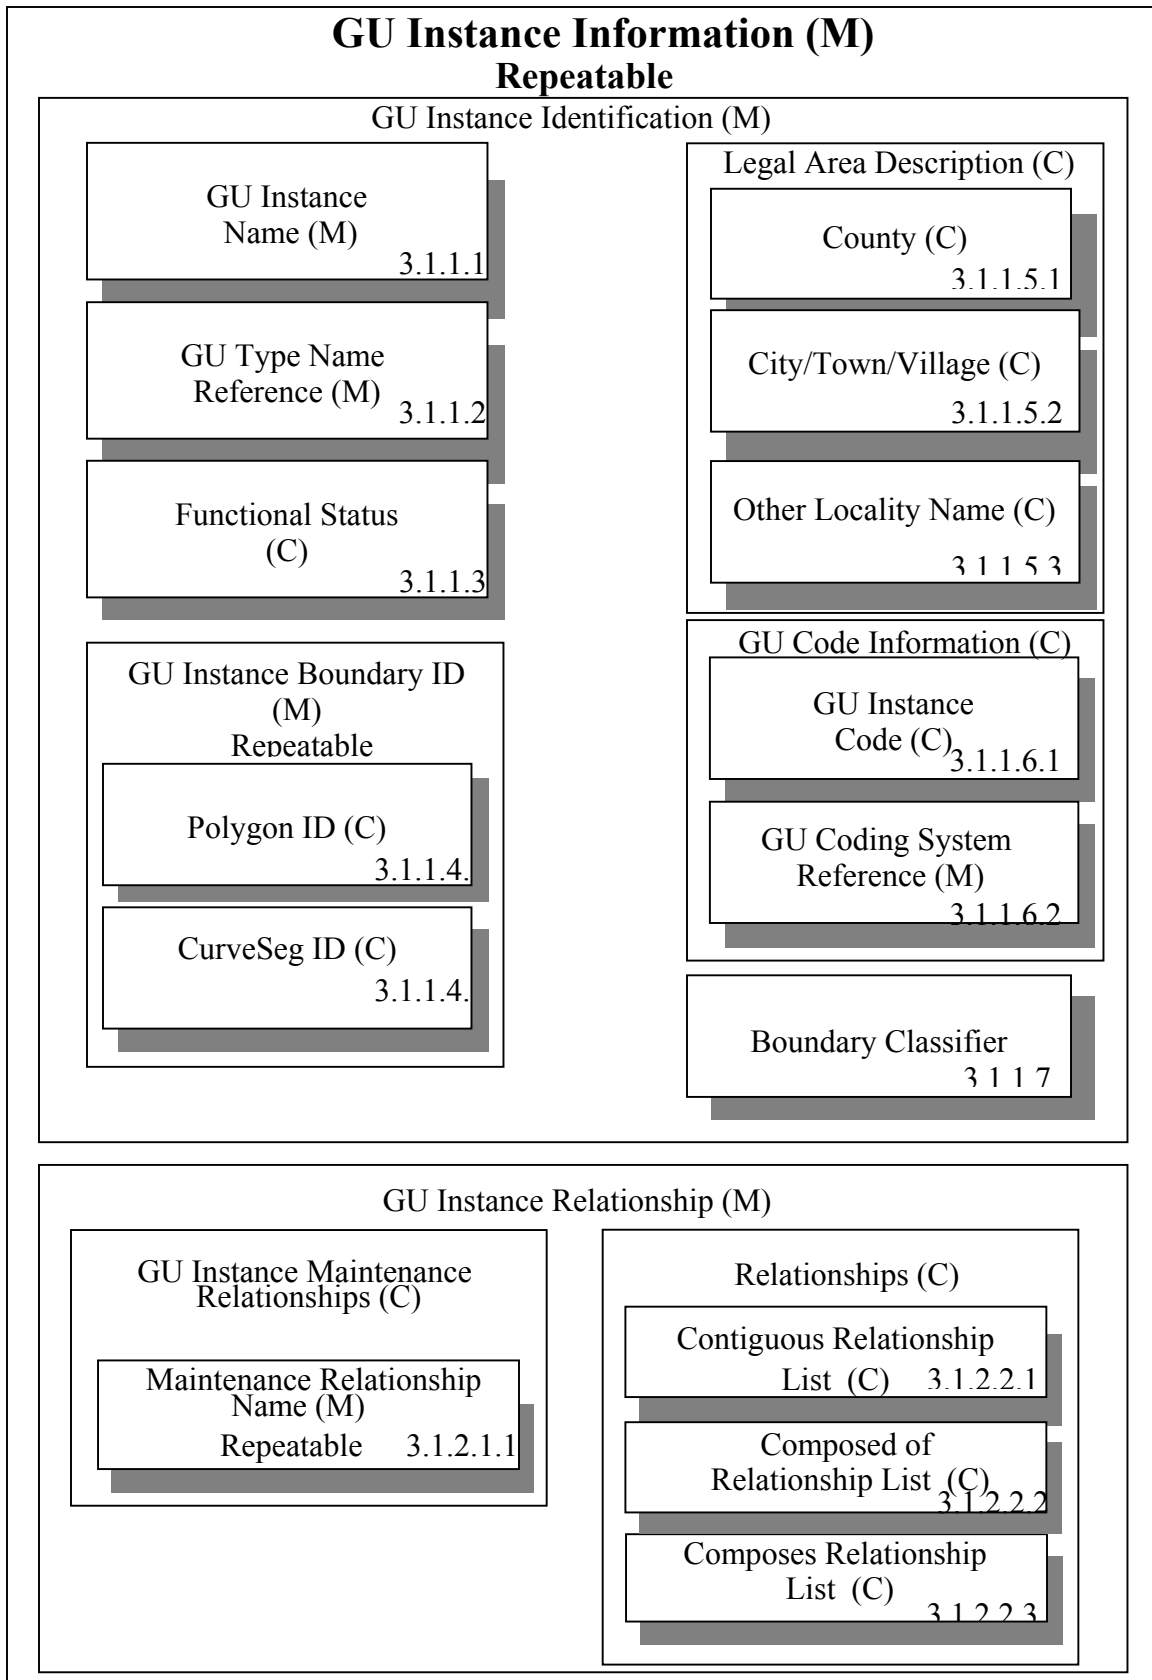 GU Instance Information (M)
Repeatable
GU Instance Identification (M)
GU Instance
Name (M)
3.1.1.1
GU Type Name
Reference (M)
3.1.1.2
Functional Status
(C)
3.1.1.3
GU Instance Boundary ID
(M)
Repeatable
Polygon ID (C)
3.1.1.4.
CurveSeg ID (C)
3.1.1.4.
Legal Area Description (C)
County (C)
3.1.1.5.1
City/Town/Village (C)
3.1.1.5.2
Other Locality Name (C)
3.1.1.5.3
GU Code Information (C)
GU Instance
Code (C)
3.1.1.6.1
GU Coding System
Reference (M)
3.1.1.6.2
Boundary Classifier
3.1.1.7
GU Instance Relationship (M)
GU Instance Maintenance
Relationships (C)
Maintenance Relationship
Name (M)
Repeatable 3.1.2.1.1
Relationships (C)
Contiguous Relationship
List (C) 3.1.2.2.1
Composed of
Relationship List (C)
3.1.2.2.2
Composes Relationship
List (C)
3.1.2.2.3